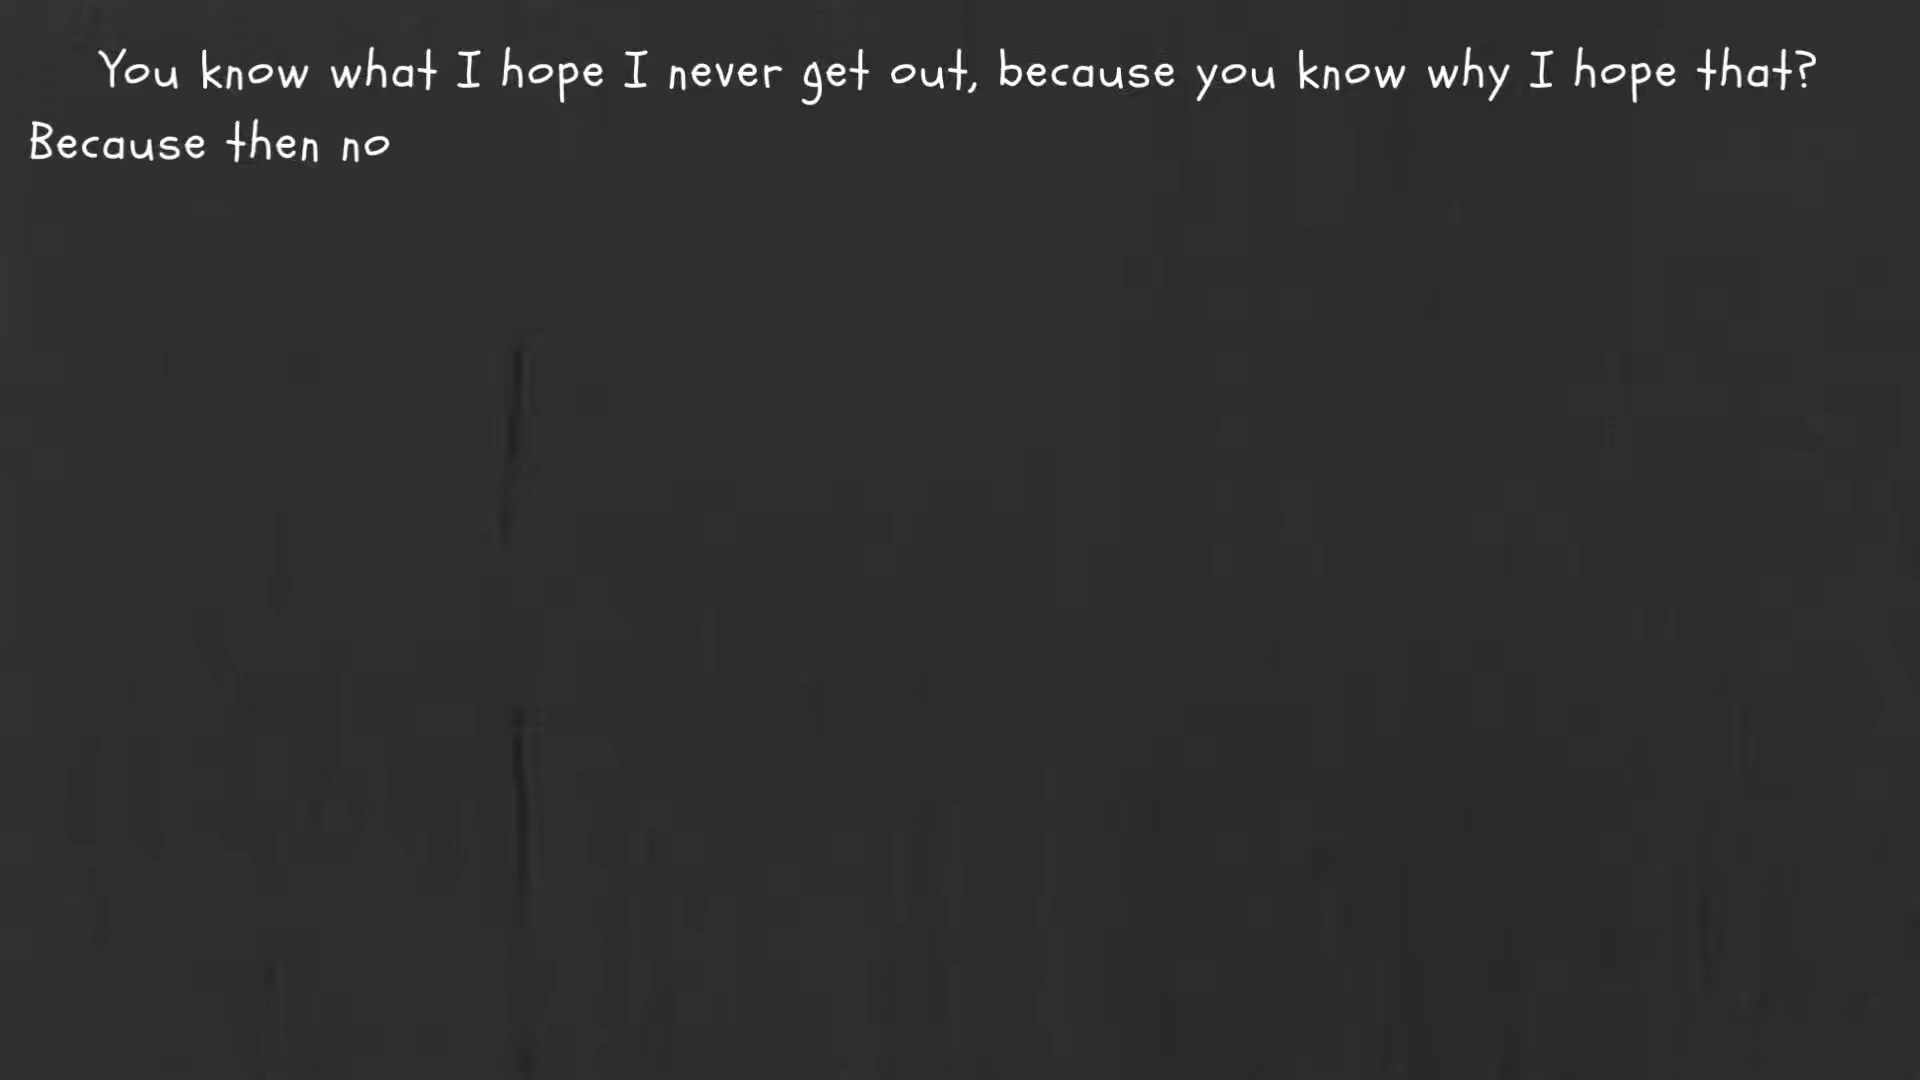 You know what I hope I never get out, because you know why I hope that?
Because then no